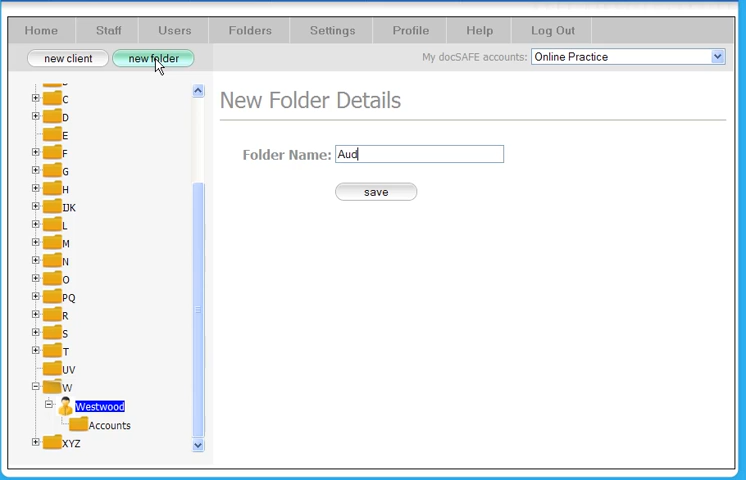 Home Staff Users Folders Settings Profile Help Log Out
new client new folder My docSAFE accounts: Online Practice
New Folder Details
Folder Name: Aud
save
C
D
E
F
G
H
IJK
L
M
N
O
PQ
R
S
T
UV
W
Westwood
Accounts
XYZ